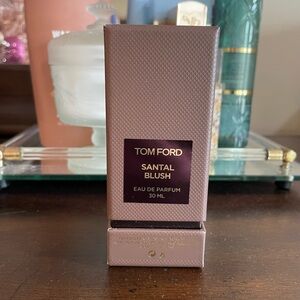 TOM FORD
SANTAL
BLUSH
EAU DE PARFUM
30 ML